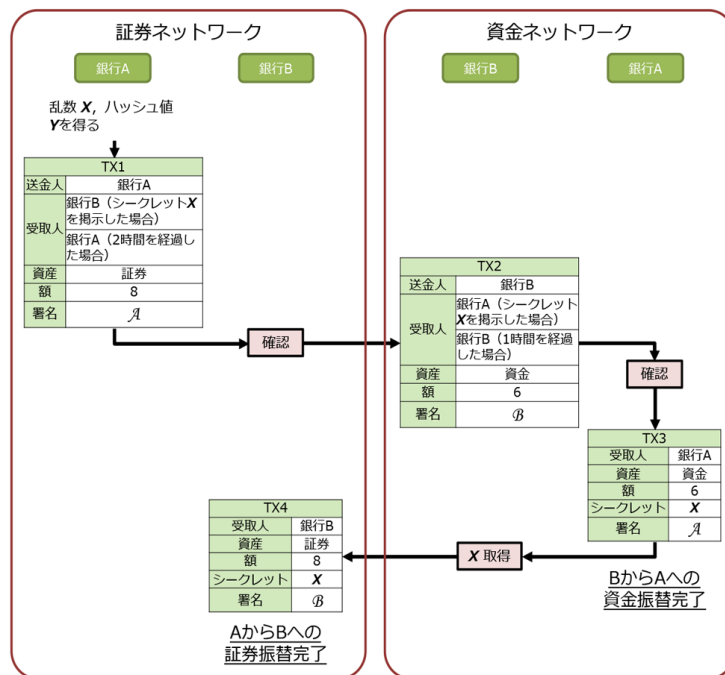 証券ネットワーク
銀行A
銀行B
乱数 X，ハッシュ値
Yを得る
TX1
送金人
銀行A
受取人
銀行B（シークレットX
を掲示した場合）
銀行A（2時間を経過し
た場合）
資産
証券
額
8
署名
𝒜
確認
資金ネットワーク
銀行B
銀行A
TX2
送金人
銀行B
受取人
銀行A（シークレット
Xを掲示した場合）
銀行B（1時間を経過
した場合）
資産
資金
額
6
署名
ℬ
確認
TX3
受取人
銀行A
資産
資金
額
6
シークレット
X
署名
𝒜
BからAへの
資金振替完了
X 取得
TX4
受取人
銀行B
資産
証券
額
8
シークレット
X
署名
ℬ
AからBへの
証券振替完了